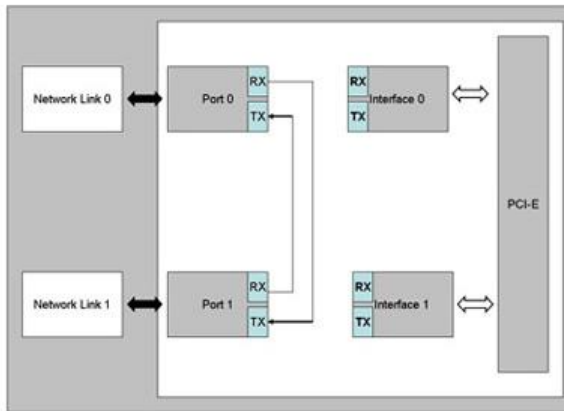 Network Link 0
Port 0
RX
TX
RX
TX
Interface 0
PCI-E
Network Link 1
Port 1
RX
TX
RX
TX
Interface 1